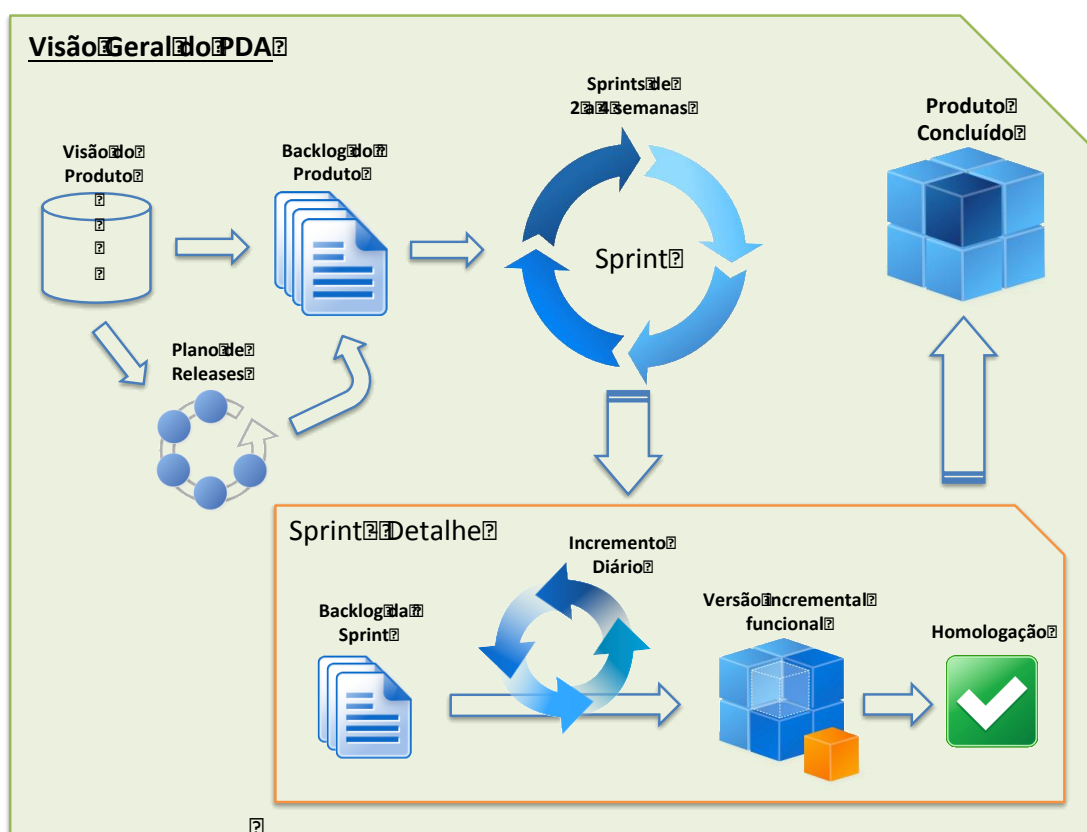 Visão Geral do PDA
Sprints de
2 a 4 semanas
Produto
Concluído
Visão do
Produto
Backlog do
Produto
Sprint
Plano de
Releases
Sprint - Detalhe
Incremento
Diário
Backlog da
Sprint
Versão incremental
funcional
Homologação